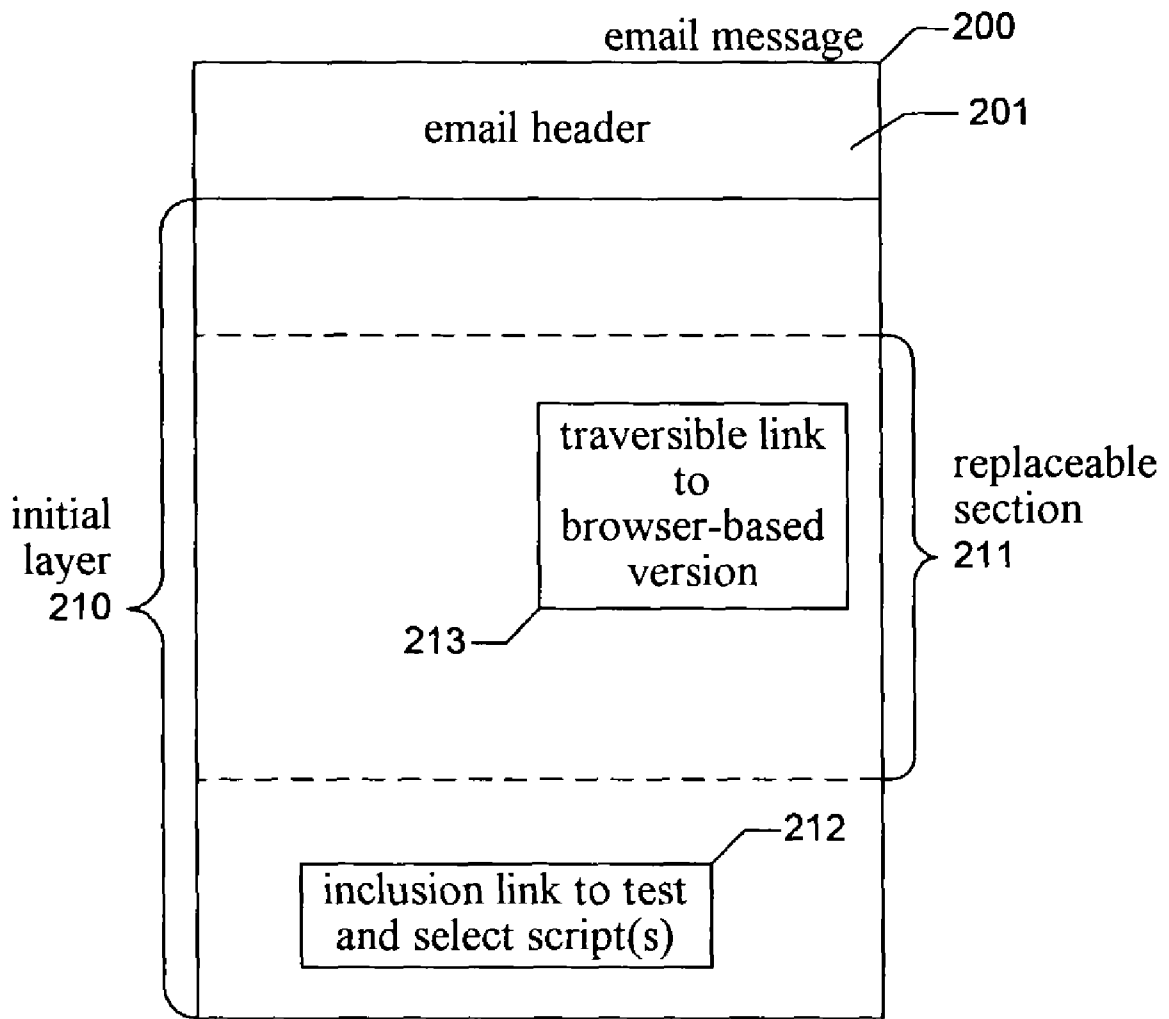 email message
200
email header
201
traversible link
to
browser-based
version
213
replaceable
section
211
initial
layer
210
212
inclusion link to test
and select script(s)